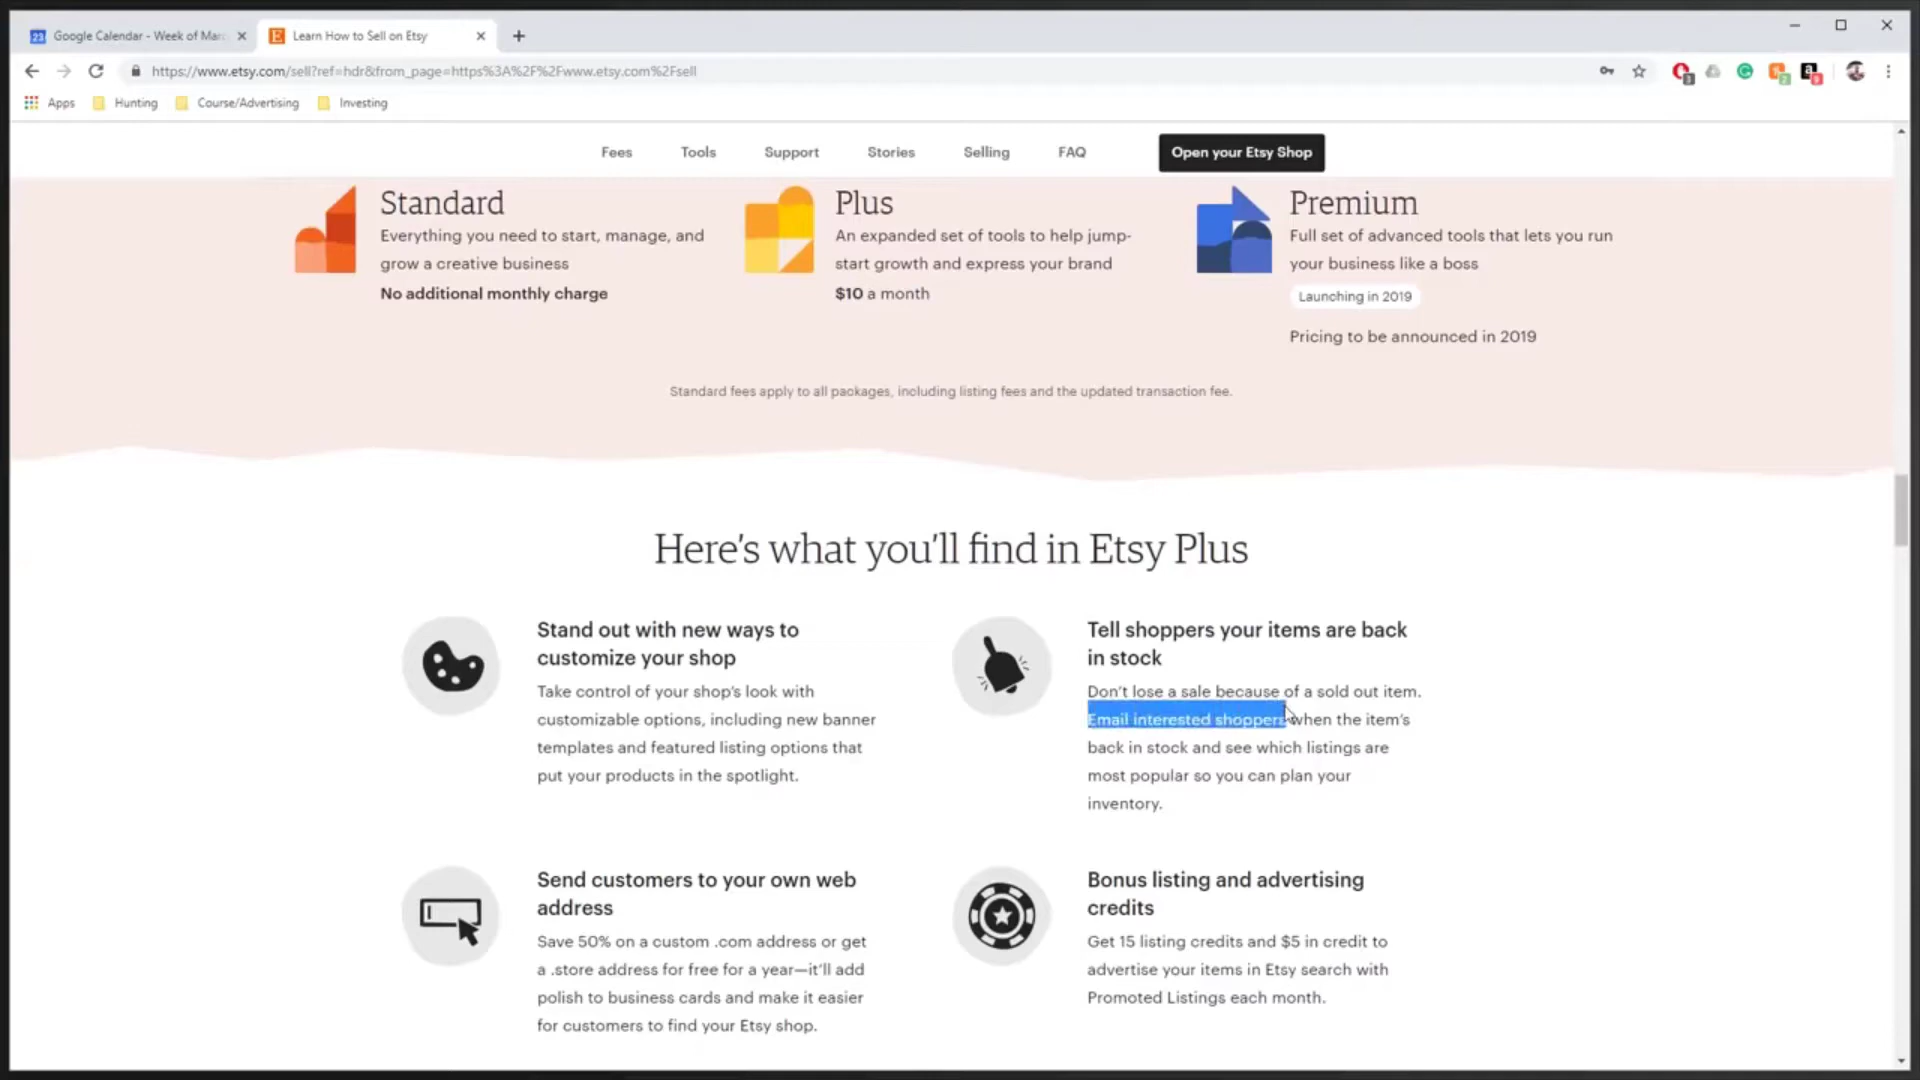 Google Calendar - Week of Mar
Learn How to Sell on Etsy
https://www.etsy.com/sell?ref=hdr&from_page=https%3A%2F%2Fwww.etsy.com%2Fsell
Apps
Hunting
Course/Advertising
Investing
Fees
Tools
Support
Stories
Selling
FAQ
Open your Etsy Shop
Standard
Everything you need to start, manage, and
grow a creative business
No additional monthly charge
Plus
An expanded set of tools to help jump-
start growth and express your brand
$10 a month
Premium
Full set of advanced tools that lets you run
your business like a boss
Launching in 2019
Pricing to be announced in 2019
Standard fees apply to all packages, including listing fees and the updated transaction fee.
Here's what you'll find in Etsy Plus
Stand out with new ways to
customize your shop
Take control of your shop's look with
customizable options, including new banner
templates and featured listing options that
put your products in the spotlight.
Tell shoppers your items are back
in stock
Don't lose a sale because of a sold out item.
Email interested shoppers when the item's
back in stock and see which listings are
most popular so you can plan your
inventory.
Send customers to your own web
address
Save 50% on a custom .com address or get
a .store address for free for a year—it'll add
polish to business cards and make it easier
for customers to find your Etsy shop.
Bonus listing and advertising
credits
Get 15 listing credits and $5 in credit to
advertise your items in Etsy search with
Promoted Listings each month.